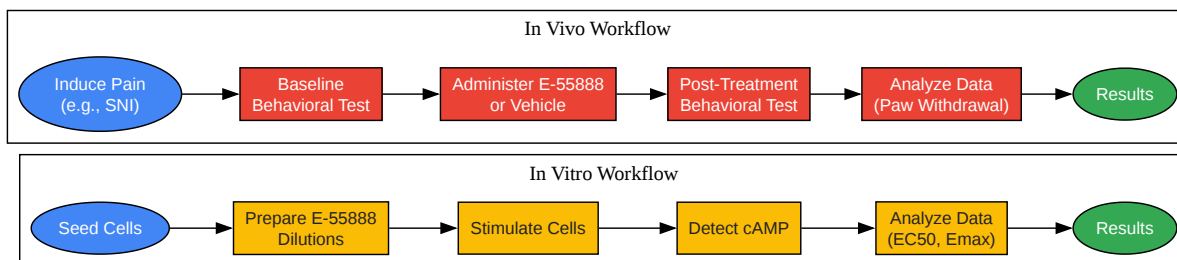 In Vivo Workflow
Induce Pain
(e.g., SNI)
Baseline
Behavioral Test
Administer E-55888
or Vehicle
Post-Treatment
Behavioral Test
Analyze Data
(Paw Withdrawal)
Results
In Vitro Workflow
Seed Cells
Prepare E-55888
Dilutions
Stimulate Cells
Detect cAMP
Analyze Data
(EC50, Emax)
Results